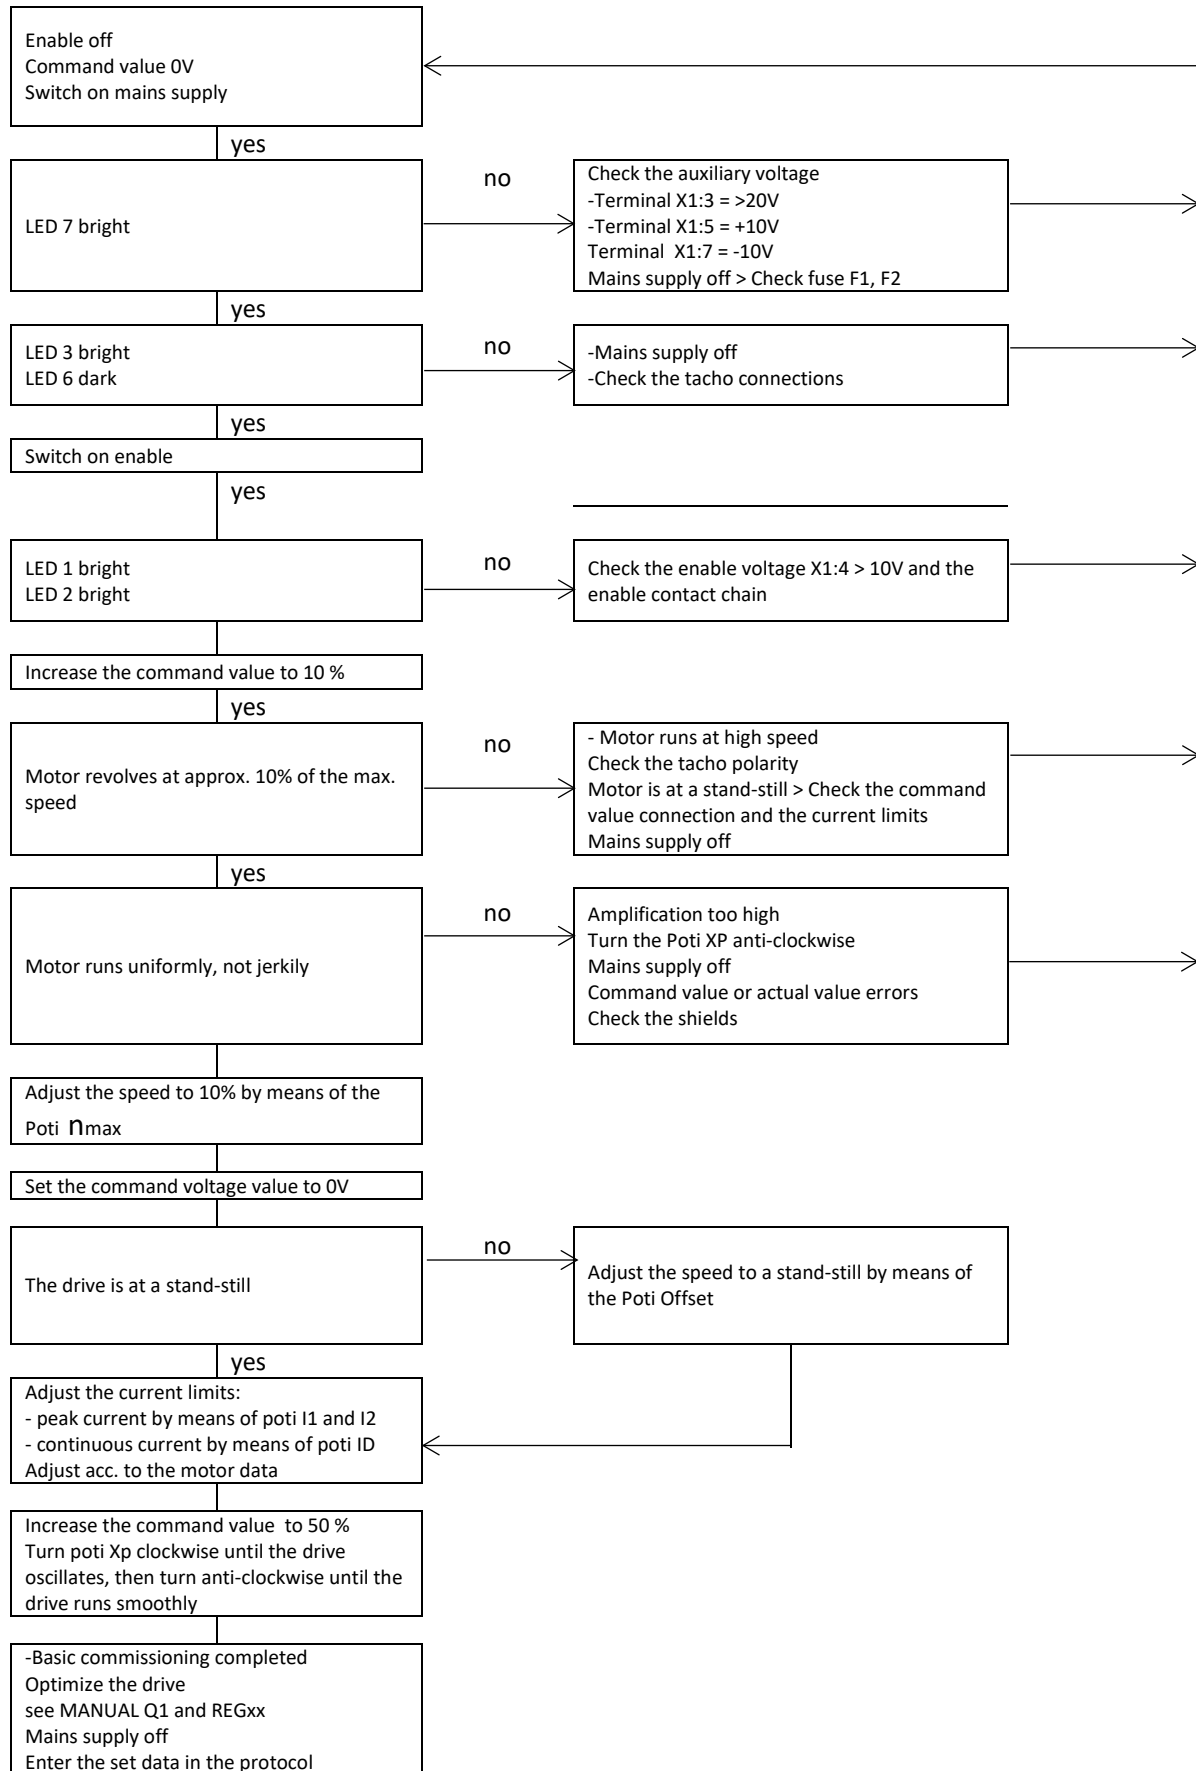 Enable off
Command value 0V
Switch on mains supply
yes
LED 7 bright
no
Check the auxiliary voltage
-Terminal X1:3 = >20V
-Terminal X1:5 = +10V
Terminal  X1:7 = -10V
Mains supply off > Check fuse F1, F2
yes
LED 3 bright
LED 6 dark
no
-Mains supply off
-Check the tacho connections
yes
Switch on enable
yes
LED 1 bright
LED 2 bright
no
Check the enable voltage X1:4 > 10V and the
enable contact chain
Increase the command value to 10 %
yes
Motor revolves at approx. 10% of the max.
speed
no
- Motor runs at high speed
Check the tacho polarity
Motor is at a stand-still > Check the command
value connection and the current limits
Mains supply off
yes
Motor runs uniformly, not jerkily
no
Amplification too high
Turn the Poti XP anti-clockwise
Mains supply off
Command value or actual value errors
Check the shields
Adjust the speed to 10% by means of the
Poti nmax
Set the command voltage value to 0V
The drive is at a stand-still
no
Adjust the speed to a stand-still by means of
the Poti Offset
yes
Adjust the current limits:
- peak current by means of poti I1 and I2
- continuous current by means of poti ID
Adjust acc. to the motor data
Increase the command value  to 50 %
Turn poti Xp clockwise until the drive
oscillates, then turn anti-clockwise until the
drive runs smoothly
-Basic commissioning completed
Optimize the drive
see MANUAL Q1 and REGxx
Mains supply off
Enter the set data in the protocol